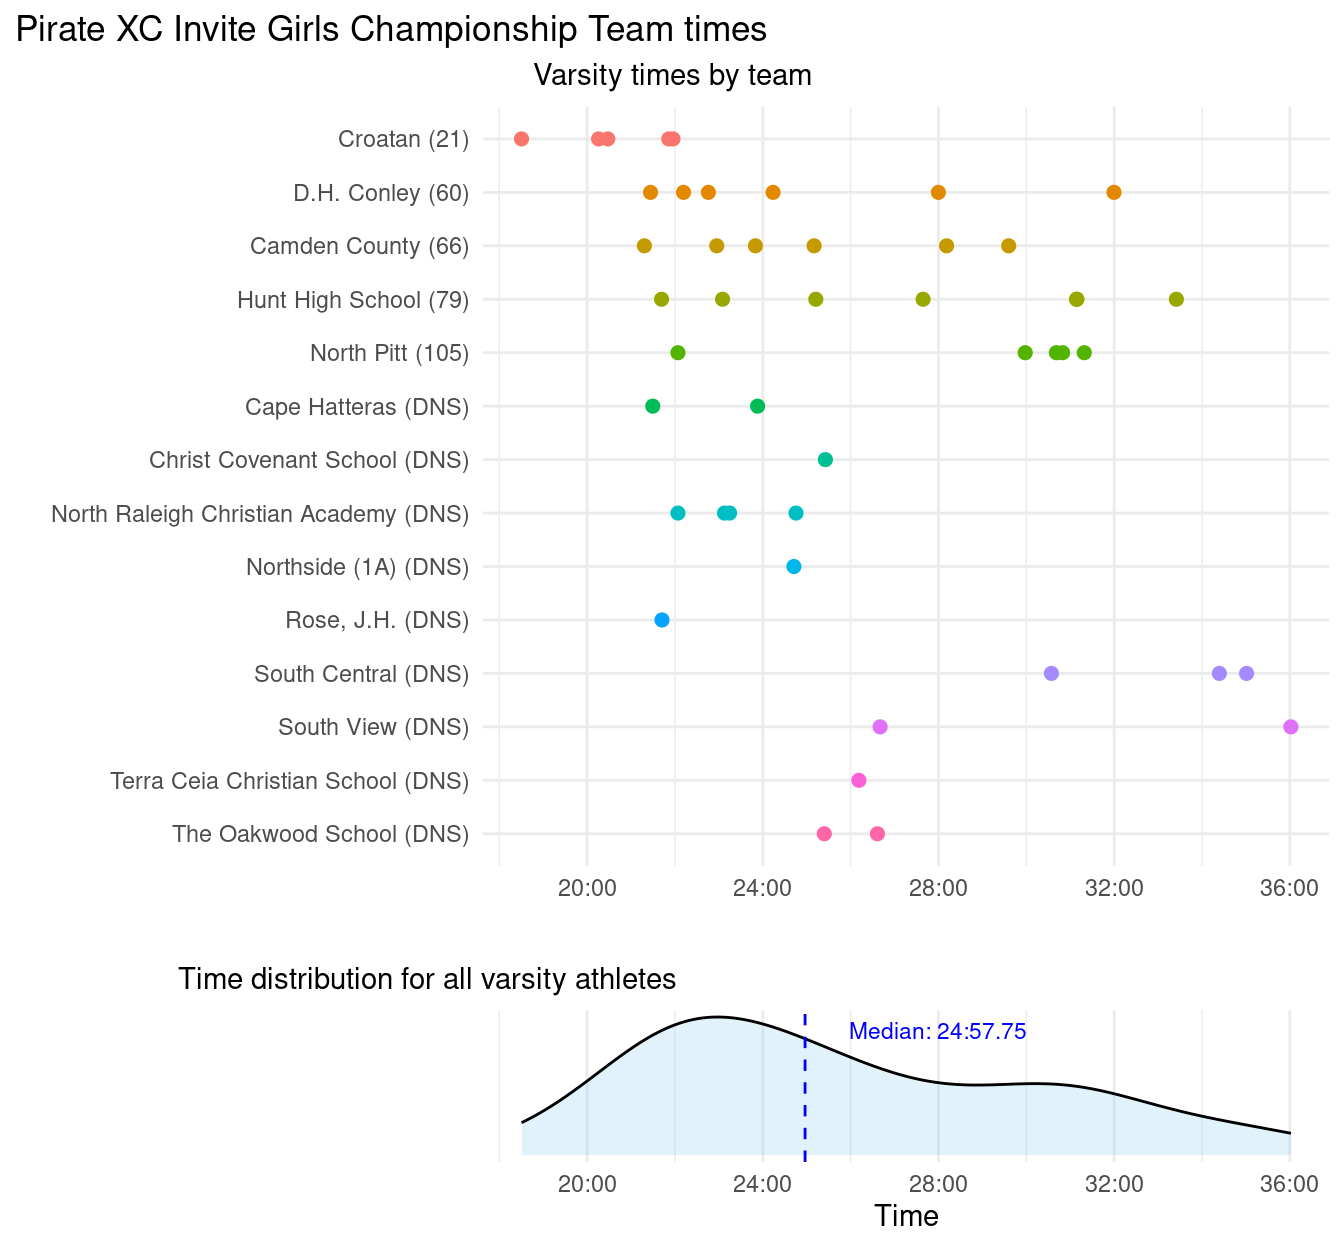 Pirate XC Invite Girls Championship Team times
Varsity times by team
Croatan (21)
D.H. Conley (60)
Camden County (66)
Hunt High School (79)
North Pitt (105)
Cape Hatteras (DNS)
Christ Covenant School (DNS)
North Raleigh Christian Academy (DNS)
Northside (1A) (DNS)
Rose, J.H. (DNS)
South Central (DNS)
South View (DNS)
Terra Ceia Christian School (DNS)
The Oakwood School (DNS)
20:00 24:00 28:00 32:00 36:00
Time distribution for all varsity athletes
Median: 24:57.75
20:00 24:00 28:00 32:00 36:00
Time